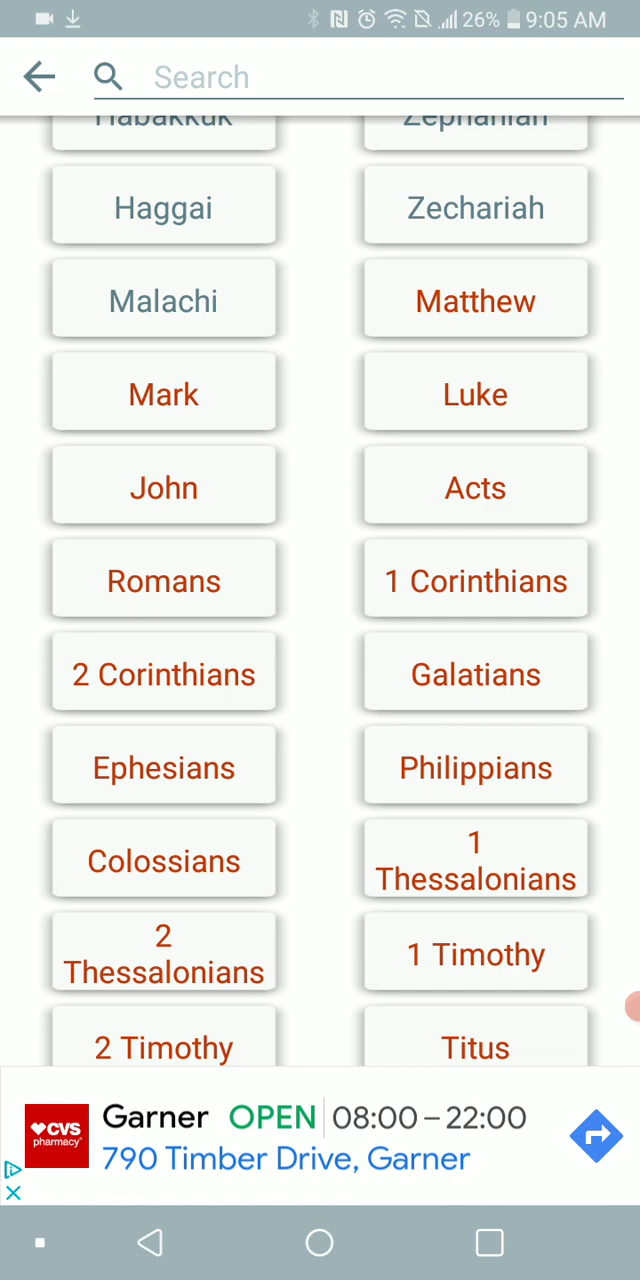 26% 9:05 AM
Search
Habakkuk Zephaniah
Haggai Zechariah
Malachi Matthew
Mark Luke
John Acts
Romans 1 Corinthians
2 Corinthians Galatians
Ephesians Philippians
Colossians 1
Thessalonians
2
Thessalonians 1 Timothy
2 Timothy Titus
CVS
pharmacy
Garner OPEN 08:00 – 22:00
790 Timber Drive, Garner